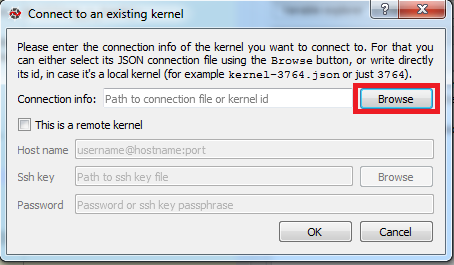 Connect to an existing kernel
Please enter the connection info of the kernel you want to connect to. For that you
can either select its JSON connection file using the Browse button, or write directly
its id, in case it's a local kernel (for example kernel-3764.json or just 3764).
Connection info: Path to connection file or kernel id Browse
This is a remote kernel
Host name username@hostname:port
Ssh key Path to ssh key file Browse
Password Password or ssh key passphrase
OK Cancel